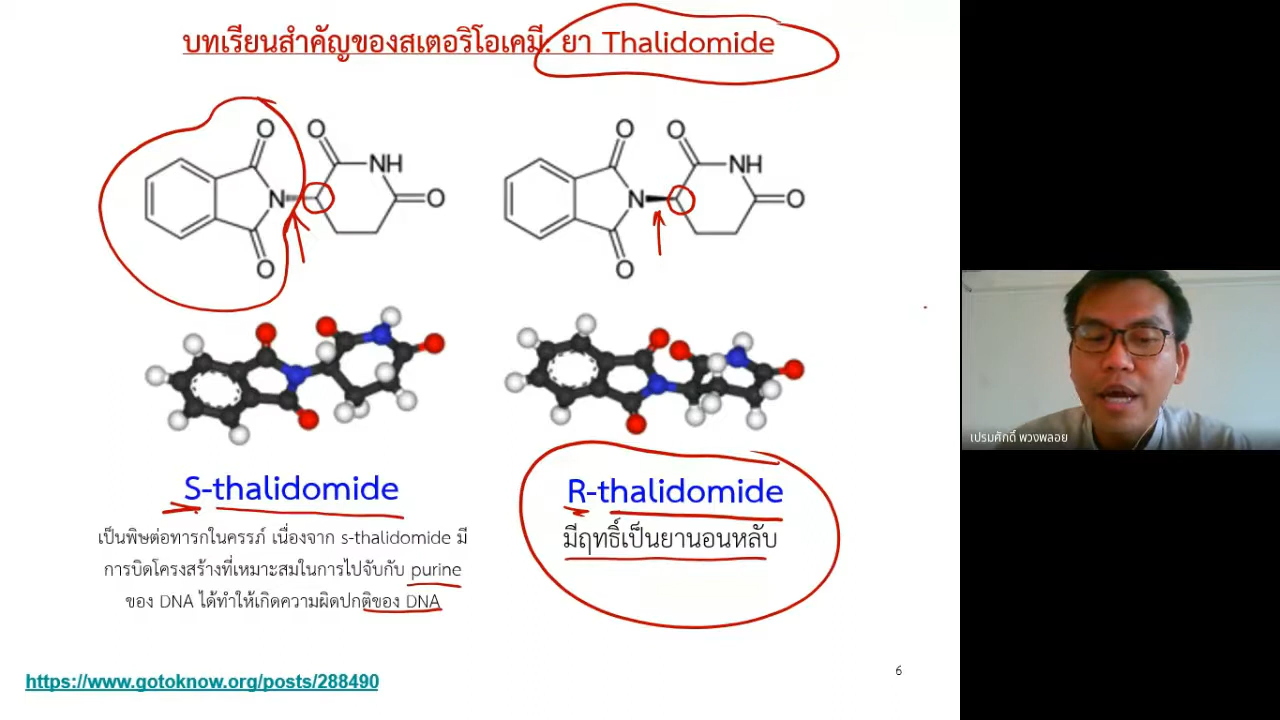 บทเรียนสำคัญของสเตอริโอเคมี. ยา Thalidomide
O O NH O N O
O O NH O N O
S-thalidomide
เป็นพิษต่อทารกในครรภ์ เนื่องจาก s-thalidomide มี
การบิดโครงสร้างที่เหมาะสมในการไปจับกับ purine
ของ DNA ได้ทำให้เกิดความผิดปกติของ DNA
R-thalidomide
มีฤทธิ์เป็นยานอนหลับ
เปรมศักดิ์ พวงพลอย
https://www.gotoknow.org/posts/288490
6